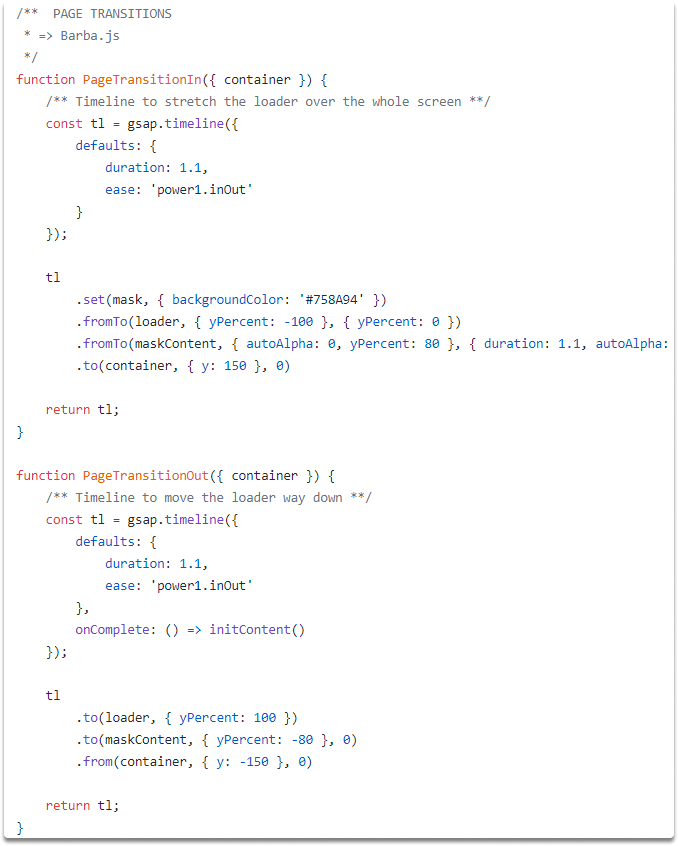 /**  PAGE TRANSITIONS
 * => Barba.js
 */
function PageTransitionIn({ container }) {
    /** Timeline to stretch the loader over the whole screen **/
    const tl = gsap.timeline({
        defaults: {
            duration: 1.1,
            ease: 'power1.inOut'
        }
    });

    tl
        .set(mask, { backgroundColor: '#758A94' })
        .fromTo(loader, { yPercent: -100 }, { yPercent: 0 })
        .fromTo(maskContent, { autoAlpha: 0, yPercent: 80 }, { duration: 1.1, autoAlpha:
        .to(container, { y: 150 }, 0)

    return tl;
}

function PageTransitionOut({ container }) {
    /** Timeline to move the loader way down **/
    const tl = gsap.timeline({
        defaults: {
            duration: 1.1,
            ease: 'power1.inOut'
        },
        onComplete: () => initContent()
    });

    tl
        .to(loader, { yPercent: 100 })
        .to(maskContent, { yPercent: -80 }, 0)
        .from(container, { y: -150 }, 0)

    return tl;
}